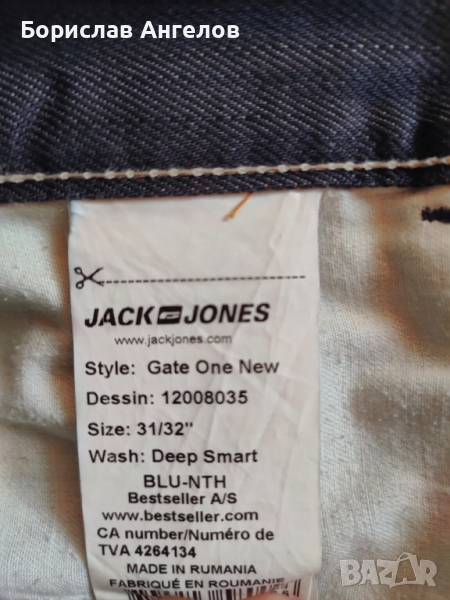 Борислав Ангелов
JACK JONES
www.jackjones.com
Style: Gate One New
Dessin: 12008035
Size: 31/32"
Wash: Deep Smart
BLU-NTH
Bestseller A/S
www.bestseller.com
CA number/Numéro de
TVA 4264134
MADE IN RUMANIA
FABRIQUÉ EN ROUMANIE
BAZAR